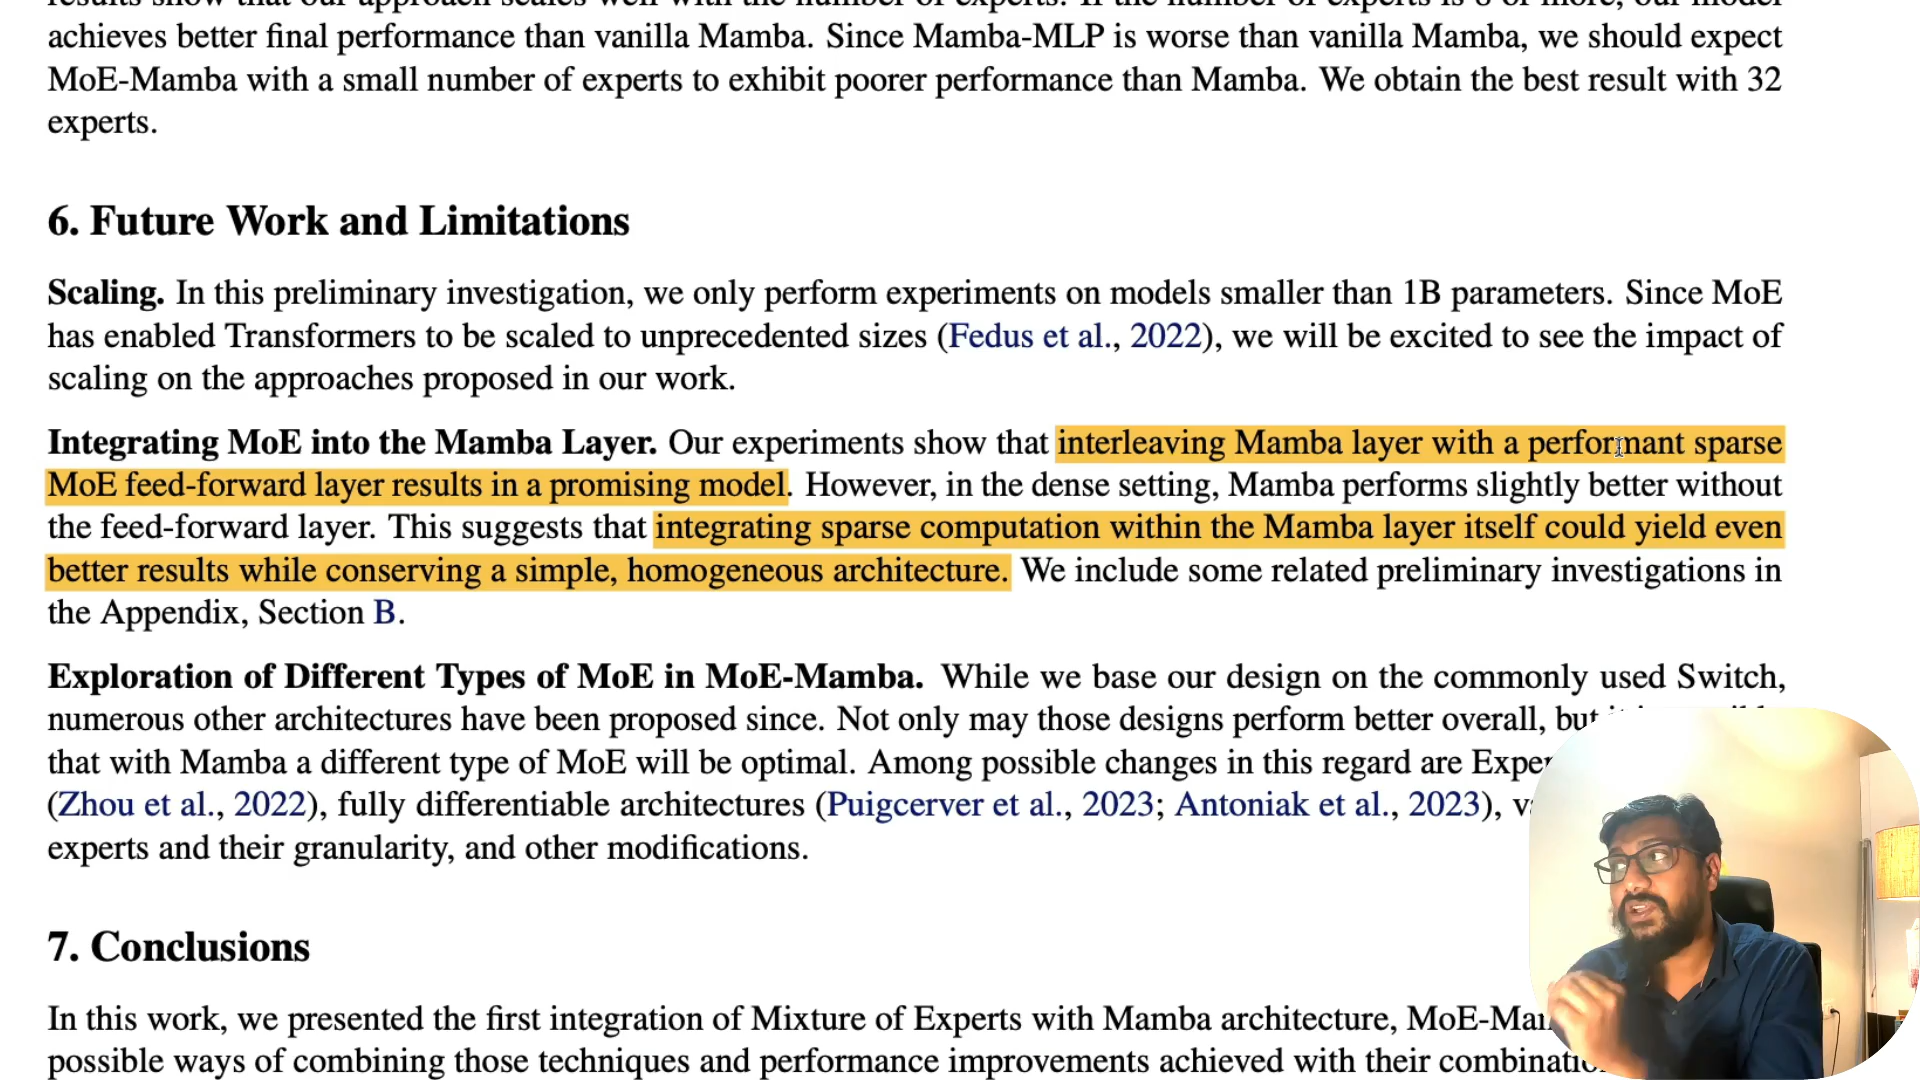 achieves better final performance than vanilla Mamba. Since Mamba-MLP is worse than vanilla Mamba, we should expect
MoE-Mamba with a small number of experts to exhibit poorer performance than Mamba. We obtain the best result with 32
experts.
6. Future Work and Limitations
Scaling. In this preliminary investigation, we only perform experiments on models smaller than 1B parameters. Since MoE
has enabled Transformers to be scaled to unprecedented sizes (Fedus et al., 2022), we will be excited to see the impact of
scaling on the approaches proposed in our work.
Integrating MoE into the Mamba Layer. Our experiments show that interleaving Mamba layer with a performant sparse
MoE feed-forward layer results in a promising model. However, in the dense setting, Mamba performs slightly better without
the feed-forward layer. This suggests that integrating sparse computation within the Mamba layer itself could yield even
better results while conserving a simple, homogeneous architecture. We include some related preliminary investigations in
the Appendix, Section B.
Exploration of Different Types of MoE in MoE-Mamba. While we base our design on the commonly used Switch,
numerous other architectures have been proposed since. Not only may those designs perform better overall, but
that with Mamba a different type of MoE will be optimal. Among possible changes in this regard are
(Zhou et al., 2022), fully differentiable architectures (Puigcerver et al., 2023; Antoniak et al., 2023),
experts and their granularity, and other modifications.
7. Conclusions
In this work, we presented the first integration of Mixture of Experts with Mamba architecture,
possible ways of combining those techniques and performance improvements achieved with their